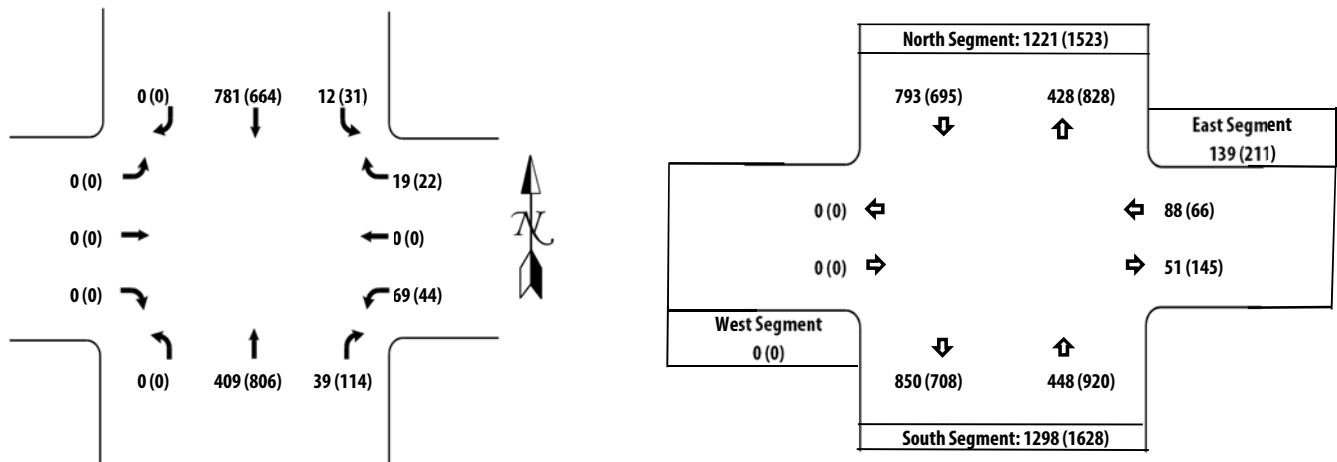 0 (0) 781 (664) 12 (31)
0 (0) 19 (22)
0 (0) 0 (0)
0 (0) 69 (44)
0 (0) 409 (806) 39 (114)
N
North Segment: 1221 (1523)
793 (695) 428 (828)
East Segment
139 (211)
0 (0) 88 (66)
0 (0) 51 (145)
West Segment
0 (0)
850 (708) 448 (920)
South Segment: 1298 (1628)